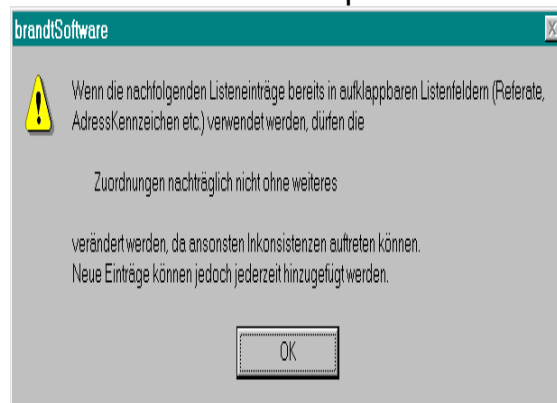 brandtSoftware
Wenn die nachfolgenden Listeneinträge bereits in aufklappbaren Listenfeldern (Referate,
AdressKennzeichen etc.) verwendet werden, dürfen die
Zuordnungen nachträglich nicht ohne weiteres
verändert werden, da ansonsten Inkonsistenzen auftreten können.
Neue Einträge können jedoch jederzeit hinzugefügt werden.
OK